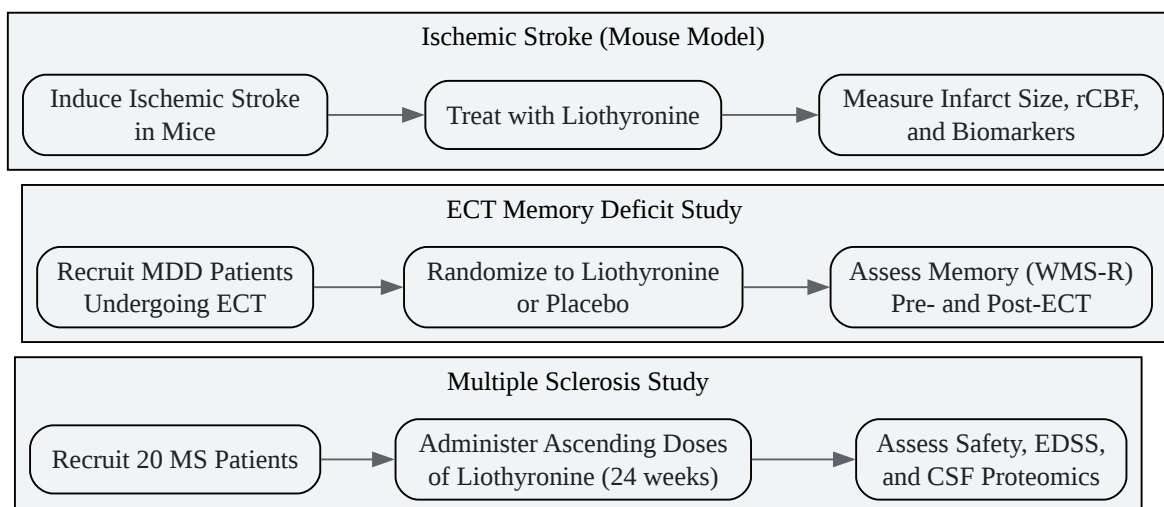 Ischemic Stroke (Mouse Model)
Induce Ischemic Stroke
in Mice
Treat with Liothyronine
Measure Infarct Size, rCBF,
and Biomarkers
ECT Memory Deficit Study
Recruit MDD Patients
Undergoing ECT
Randomize to Liothyronine
or Placebo
Assess Memory (WMS-R)
Pre- and Post-ECT
Multiple Sclerosis Study
Recruit 20 MS Patients
Administer Ascending Doses
of Liothyronine (24 weeks)
Assess Safety, EDSS,
and CSF Proteomics